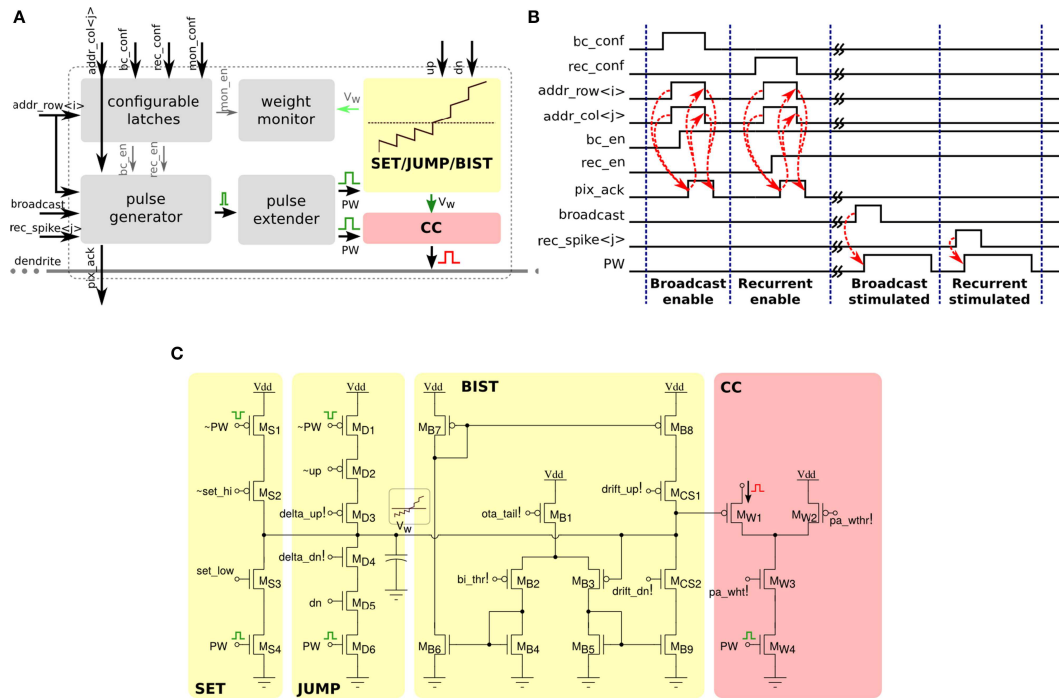 A
addr_col<j>
bc_conf
rec_conf
mon_conf
up
dn
addr_row<i>
configurable
latches
mon_en
weight
monitor
Vw
SET/JUMP/BIST
bc_en
rec_en
broadcast
rec_spike<j>
pulse
generator
pulse
extender
PW
PW
Vw
CC
dendrite
pix_ack
B
bc_conf
rec_conf
addr_row<i>
addr_col<j>
bc_en
rec_en
pix_ack
broadcast
rec_spike<j>
PW
Broadcast
enable
Recurrent
enable
Broadcast
stimulated
Recurrent
stimulated
C
Vdd
~PW
MS1
~set_hi
MS2
set_low
MS3
PW
MS4
SET
Vdd
~PW
MD1
~up
MD2
delta_up!
MD3
Vw
delta_dn!
MD4
dn
MD5
PW
MD6
JUMP
BIST
Vdd
MB7
Vdd
MB8
drift_up!
MCS1
Vdd
ota_tail!
MB1
bi_thr!
MB2
MB3
drift_dn!
MCS2
MB6
MB4
MB5
MB9
CC
Vdd
MW1
MW2
pa_wthr!
pa_wht!
MW3
PW
MW4